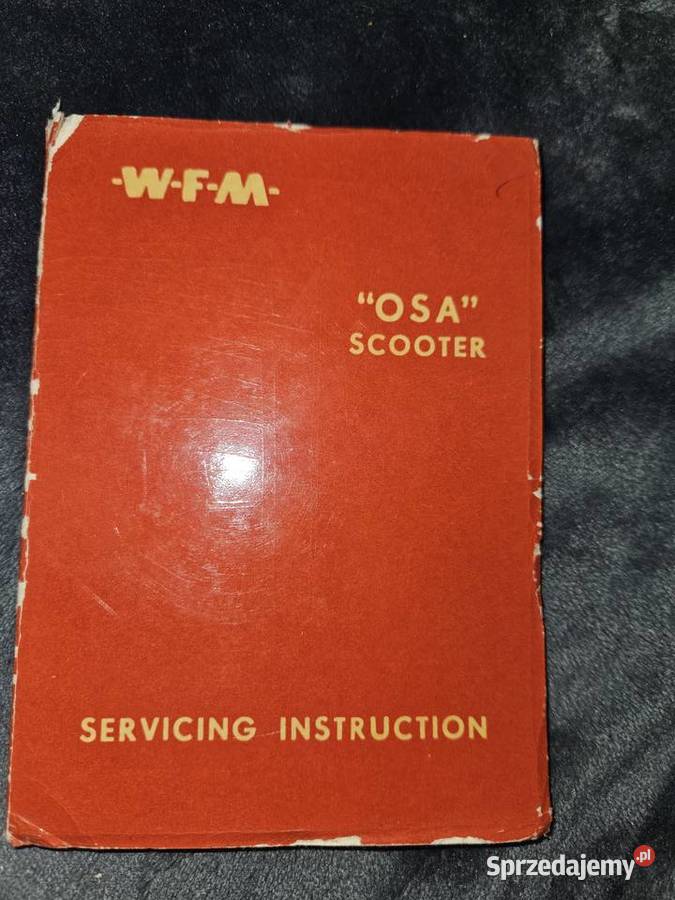 -W-F-M-
"OSA"
SCOOTER
SERVICING INSTRUCTION
Sprzedajemy.pl